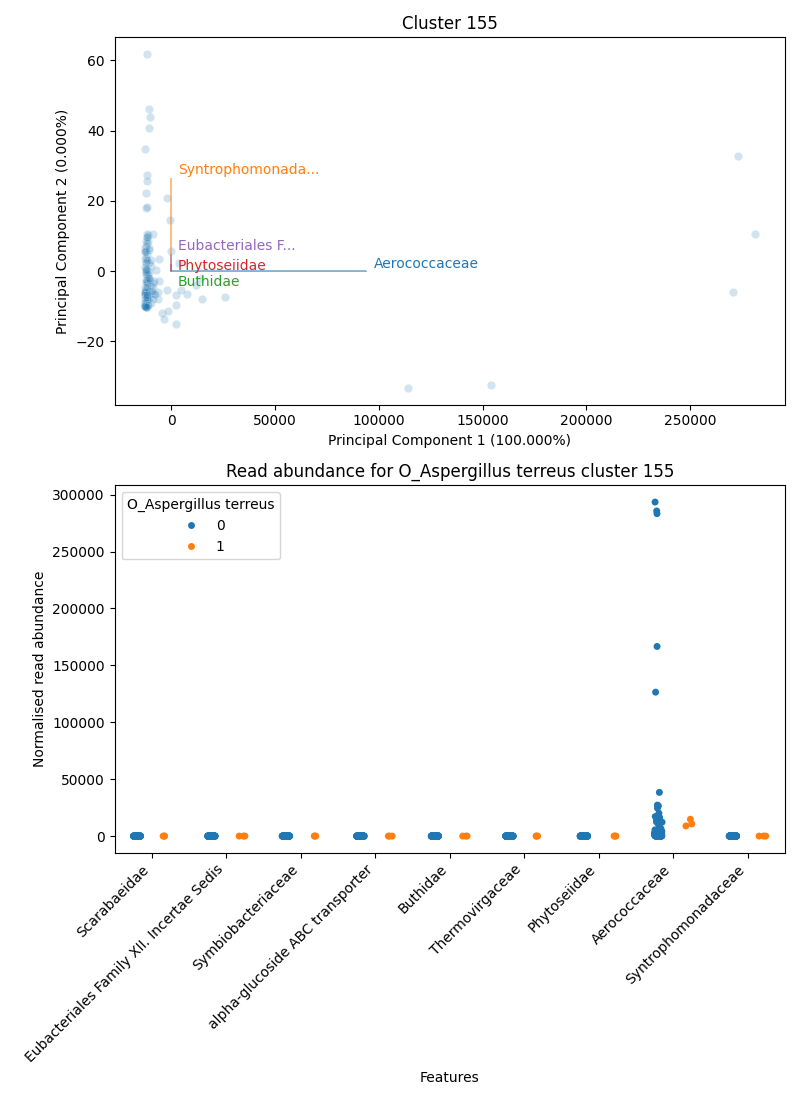 Cluster 155
60
40
20
0
−20
Principal Component 2 (0.000%)
Syntrophomonada...
Eubacteriales F...
Phytoseiidae
Buthidae
Aerococcaceae
0
50000
100000
150000
200000
250000
Principal Component 1 (100.000%)
Read abundance for O_Aspergillus terreus cluster 155
O_Aspergillus terreus
0
1
300000
250000
200000
150000
100000
50000
0
Normalised read abundance
Scarabaeidae
Eubacteriales Family XII. Incertae Sedis
Symbiobacteriaceae
alpha-glucoside ABC transporter
Buthidae
Thermovirgaceae
Phytoseiidae
Aerococcaceae
Syntrophomonadaceae
Features